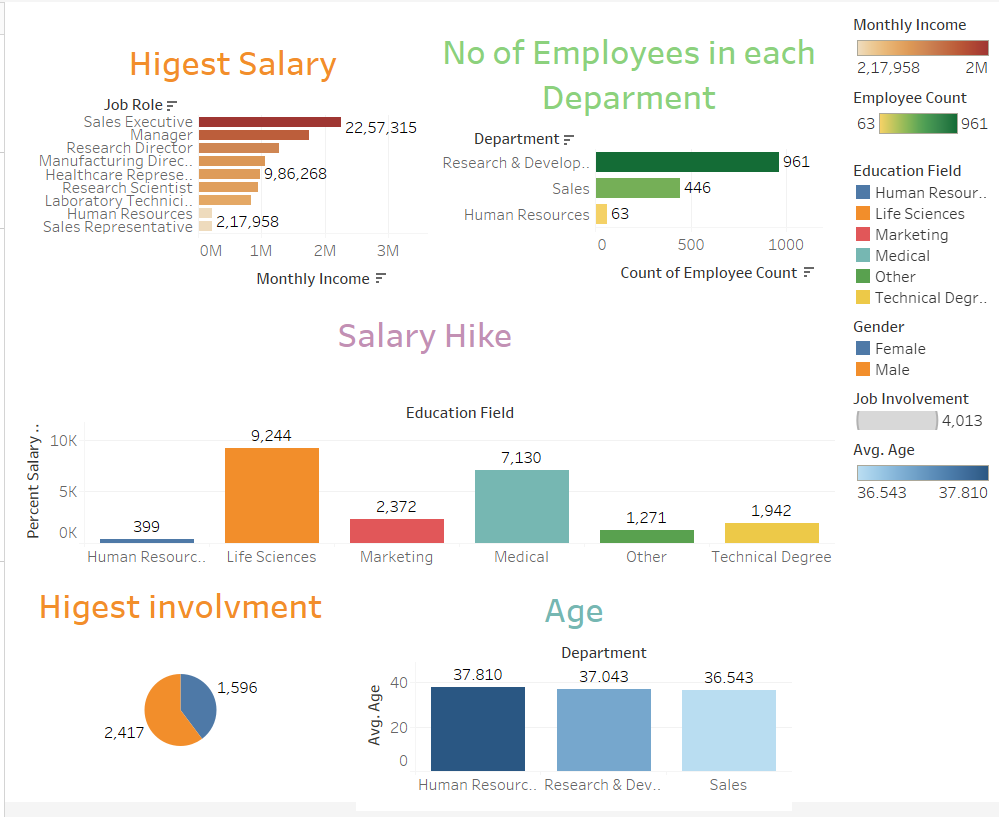 Higest Salary
Job Role
Sales Executive
22,57,315
Manager
Research Director
Manufacturing Direc..
Healthcare Represe..
9,86,268
Research Scientist
Laboratory Technici..
Human Resources
2,17,958
Sales Representative
0M 1M 2M 3M
Monthly Income
No of Employees in each
Deparment
Department
Research & Develop..
961
Sales
446
Human Resources
63
0 500 1000
Count of Employee Count
Monthly Income
2,17,958 2M
Employee Count
63 961
Education Field
Human Resour..
Life Sciences
Marketing
Medical
Other
Technical Degr..
Gender
Female
Male
Job Involvement
4,013
Avg. Age
36.543 37.810
Salary Hike
Education Field
Percent Salary ..
10K
5K
0K
399
9,244
2,372
7,130
1,271
1,942
Human Resourc..
Life Sciences
Marketing
Medical
Other
Technical Degree
Higest involvment
1,596
2,417
Age
Department
Avg. Age
40
20
0
37.810
37.043
36.543
Human Resourc..
Research & Dev..
Sales